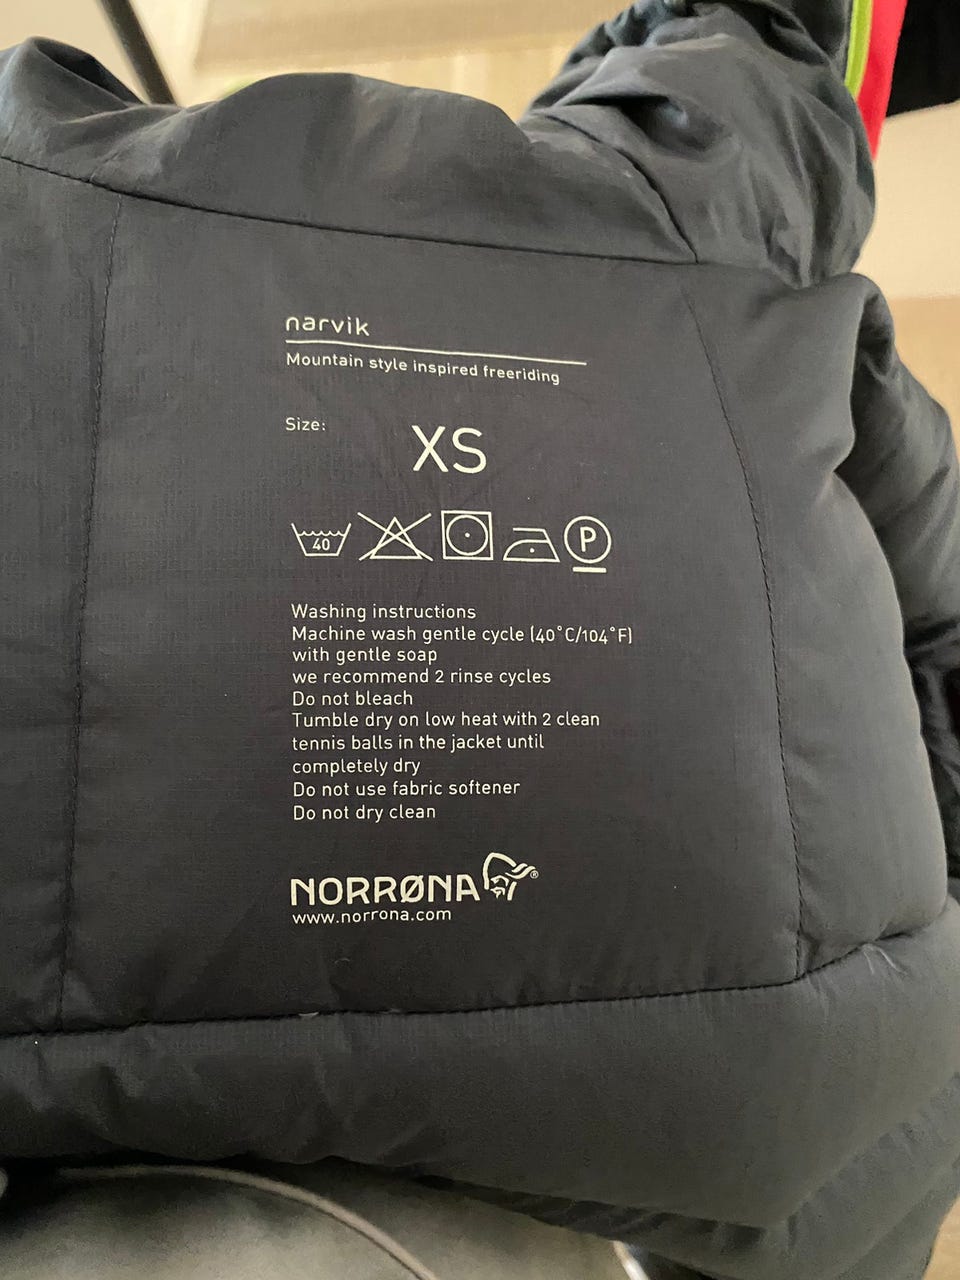 narvik
Mountain style inspired freeriding
Size:
XS
40
P
Washing instructions
Machine wash gentle cycle (40°C/104°F)
with gentle soap
we recommend 2 rinse cycles
Do not bleach
Tumble dry on low heat with 2 clean
tennis balls in the jacket until
completely dry
Do not use fabric softener
Do not dry clean
NORRØNA®
www.norrona.com